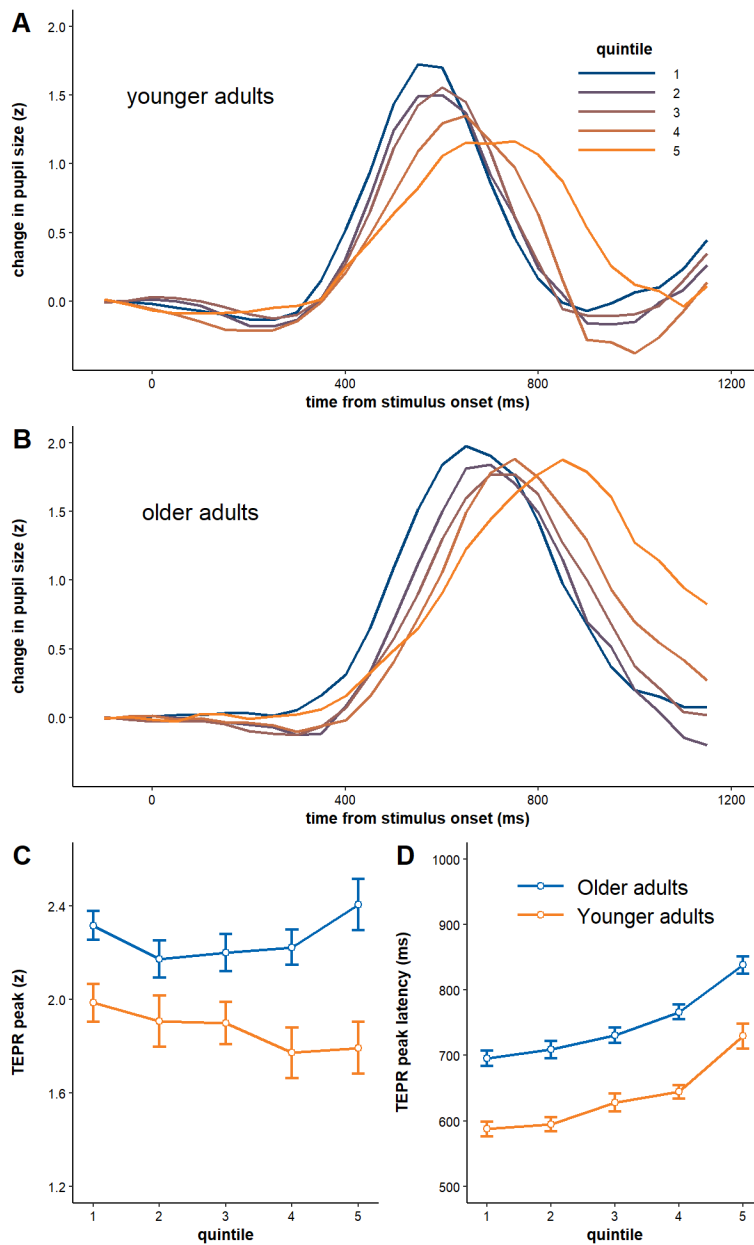 A
quintile
1
2
3
4
5
younger adults
change in pupil size (z)
2.0
1.5
1.0
0.5
0.0
0 400 800 1200
time from stimulus onset (ms)
B
older adults
change in pupil size (z)
2.0
1.5
1.0
0.5
0.0
0 400 800 1200
time from stimulus onset (ms)
C
TEPR peak (z)
2.4
2.0
1.6
1.2
1 2 3 4 5
quintile
D
Older adults
Younger adults
TEPR peak latency (ms)
1000
900
800
700
600
500
1 2 3 4 5
quintile